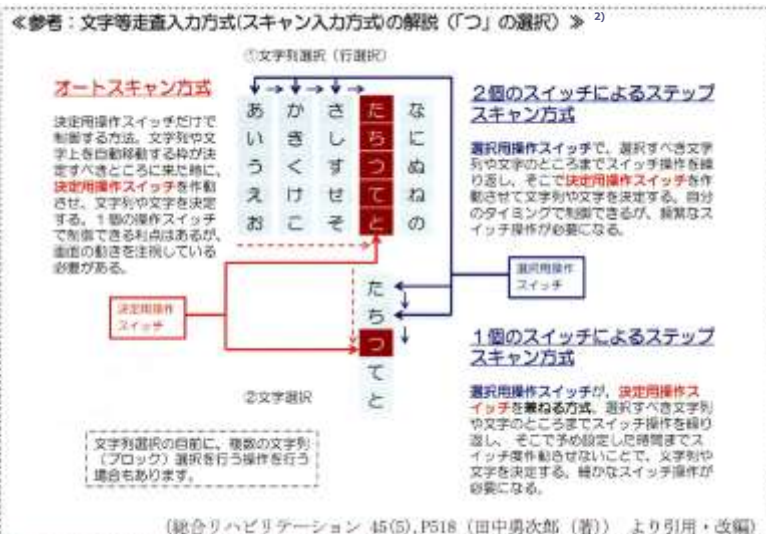 ≪参考：文字等走査入力方式(スキャン入力方式)の解説（「つ」の選択）≫ 2)
①文字列選択（行選択）
オートスキャン方式
決定用操作スイッチだけで
制御する方法。文字列や文
字上を自動移動する枠が決
定すべきところに来た時に、
決定用操作スイッチを作動
させ、文字列や文字を決定
する。１個の操作スイッチ
で制御できる利点はあるが、
画面の動きを注視している
必要がある。
あ か さ た な
い き し ち に
う く す つ ぬ
え け せ て ね
お こ そ と の
２個のスイッチによるステップ
スキャン方式
選択用操作スイッチで、選択すべき文字
列や文字のところまでスイッチ操作を繰
り返し、そこで決定用操作スイッチを作
動させて文字列や文字を決定する。自分
のタイミングで制御できるが、頻繁なス
イッチ操作が必要になる。
選択用操作
スイッチ
決定用操作
スイッチ
た
ち
つ
て
と
②文字選択
１個のスイッチによるステップ
スキャン方式
選択用操作スイッチが、決定用操作ス
イッチを兼ねる方式。選択すべき文字列
や文字のところまでスイッチ操作を繰り
返し、そこで予め設定した時間までス
イッチ度作動させないことで、文字列や
文字を決定する。細かなスイッチ操作が
必要になる。
文字列選択の自前に、複数の文字列
（ブロック）選択を行う操作を行う
場合もあります。
(総合リハビリテーション 45(5),P518（田中勇次郎（著））より引用・改編)